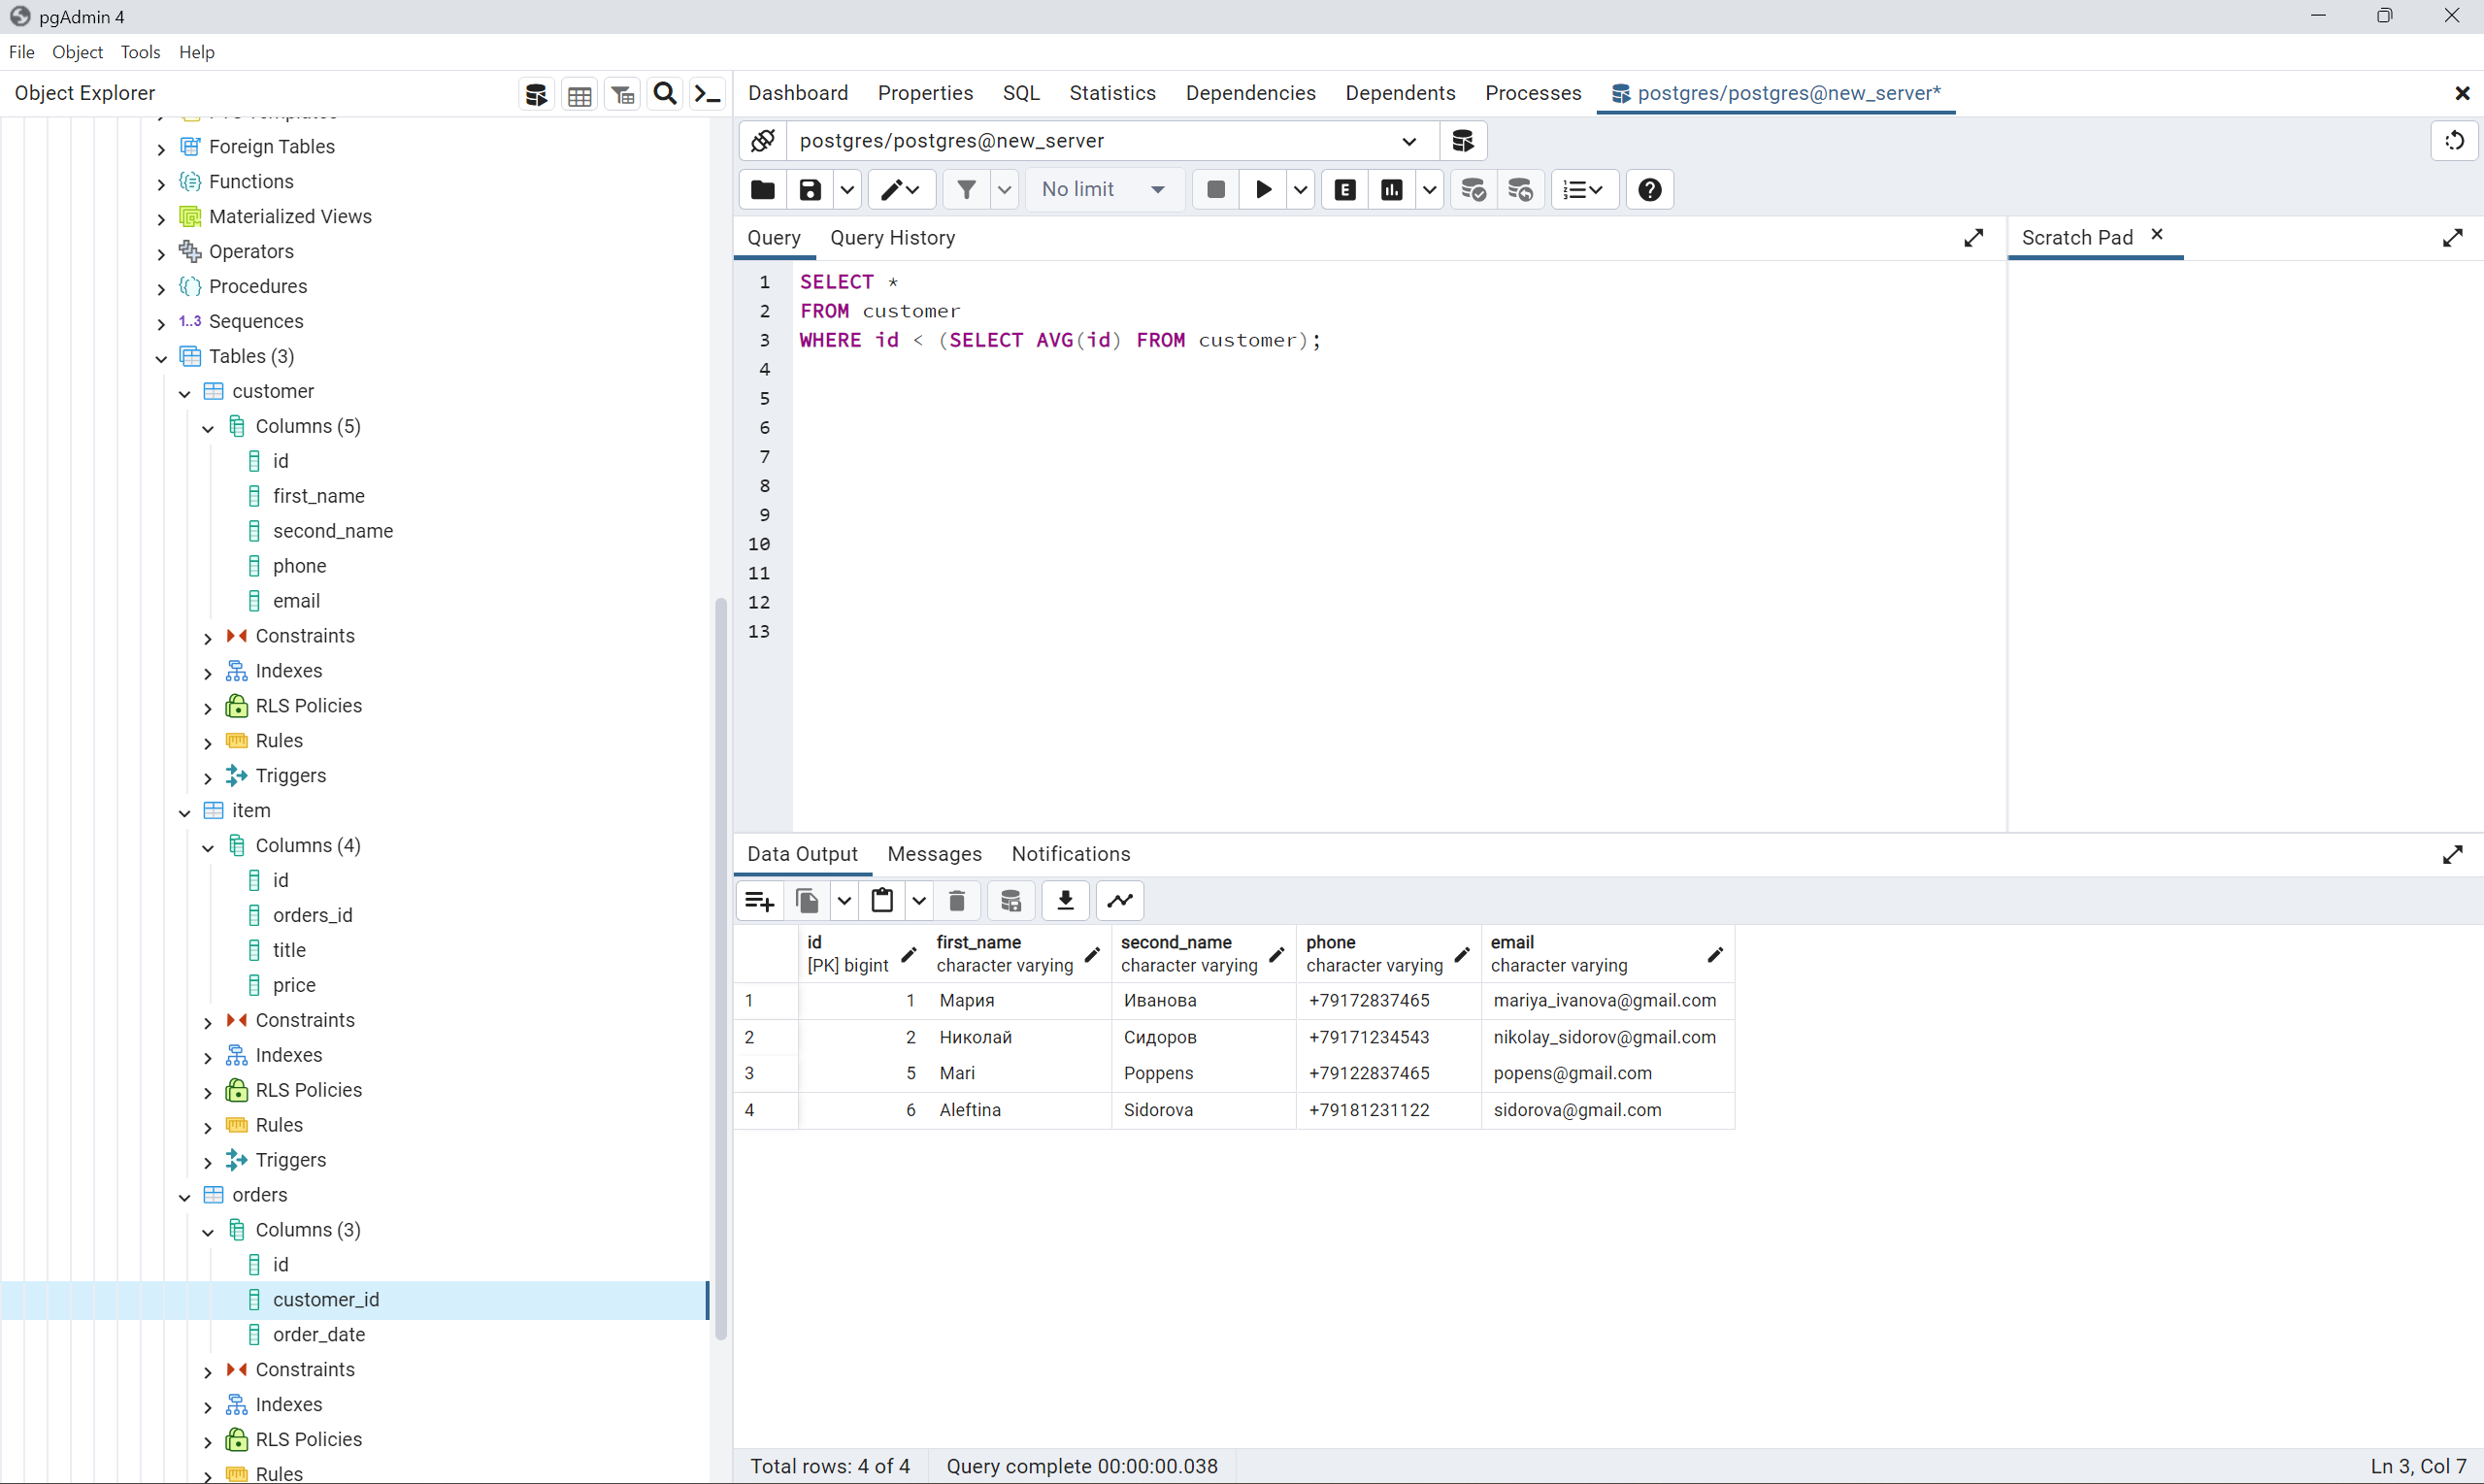 pgAdmin 4
File Object Tools Help
Object Explorer
Foreign Tables
Functions
Materialized Views
Operators
Procedures
1..3 Sequences
Tables (3)
customer
Columns (5)
id
first_name
second_name
phone
email
Constraints
Indexes
RLS Policies
Rules
Triggers
item
Columns (4)
id
orders_id
title
price
Constraints
Indexes
RLS Policies
Rules
Triggers
orders
Columns (3)
id
customer_id
order_date
Constraints
Indexes
RLS Policies
Rules
Dashboard Properties SQL Statistics Dependencies Dependents Processes postgres/postgres@new_server*
postgres/postgres@new_server
No limit E
Query Query History Scratch Pad
1 SELECT *
2 FROM customer
3 WHERE id < (SELECT AVG(id) FROM customer);
4
5
6
7
8
9
10
11
12
13
Data Output Messages Notifications
id first_name second_name phone email
[PK] bigint character varying character varying character varying character varying
1 1 Мария Иванова +79172837465 mariya_ivanova@gmail.com
2 2 Николай Сидоров +79171234543 nikolay_sidorov@gmail.com
3 5 Mari Poppens +79122837465 popens@gmail.com
4 6 Aleftina Sidorova +79181231122 sidorova@gmail.com
Total rows: 4 of 4 Query complete 00:00:00.038 Ln 3, Col 7